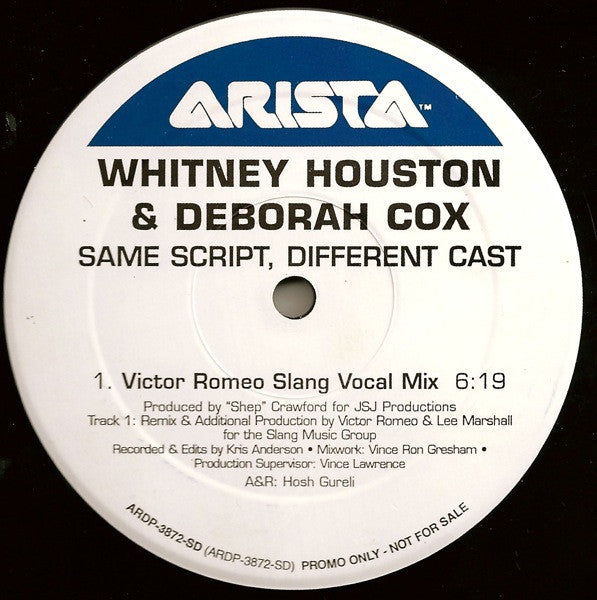 ARISTA™
WHITNEY HOUSTON
& DEBORAH COX
SAME SCRIPT, DIFFERENT CAST
1. Victor Romeo Slang Vocal Mix 6:19
Produced by "Shep" Crawford for JSJ Productions
Track 1: Remix & Additional Production by Victor Romeo & Lee Marshall
for the Slang Music Group
Recorded & Edits by Kris Anderson • Mixwork: Vince Ron Gresham •
Production Supervisor: Vince Lawrence
A&R: Hosh Gureli
ARDP-3872-SD (ARDP-3872-SD) PROMO ONLY - NOT FOR SALE